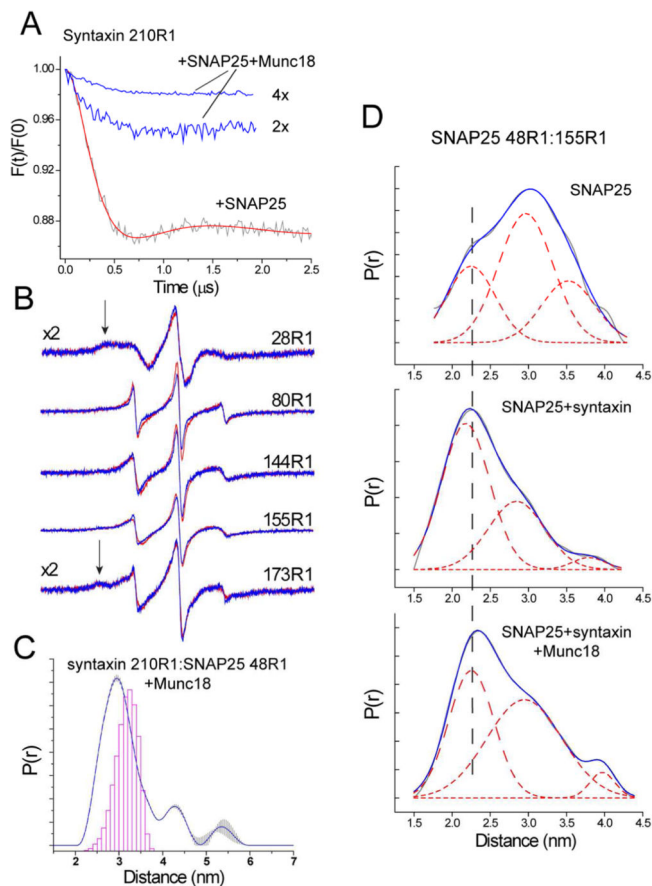 A
Syntaxin 210R1
+SNAP25+Munc18
4x
2x
+SNAP25
F(t)/F(0)
1.00
0.96
0.92
0.88
0.0 0.5 1.0 1.5 2.0 2.5
Time (μs)
B
x2
28R1
80R1
144R1
155R1
x2
173R1
C
syntaxin 210R1:SNAP25 48R1
+Munc18
P(r)
2 3 4 5 6 7
Distance (nm)
D
SNAP25 48R1:155R1
SNAP25
P(r)
1.5 2.0 2.5 3.0 3.5 4.0 4.5
SNAP25+syntaxin
P(r)
1.5 2.0 2.5 3.0 3.5 4.0 4.5
SNAP25+syntaxin
+Munc18
P(r)
1.5 2.0 2.5 3.0 3.5 4.0 4.5
Distance (nm)